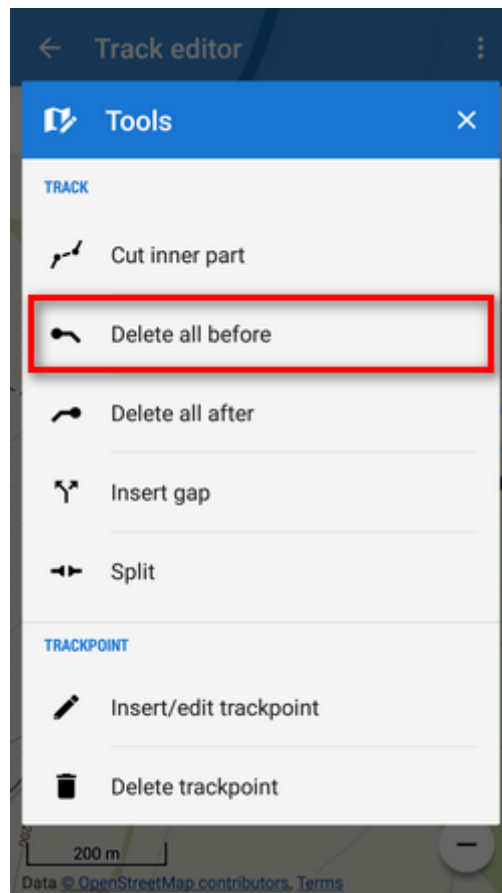 Track editor
Tools
TRACK
Cut inner part
Delete all before
Delete all after
Insert gap
Split
TRACKPOINT
Insert/edit trackpoint
Delete trackpoint
200
200 m
Data © OpenStreetMap contributors, Terms